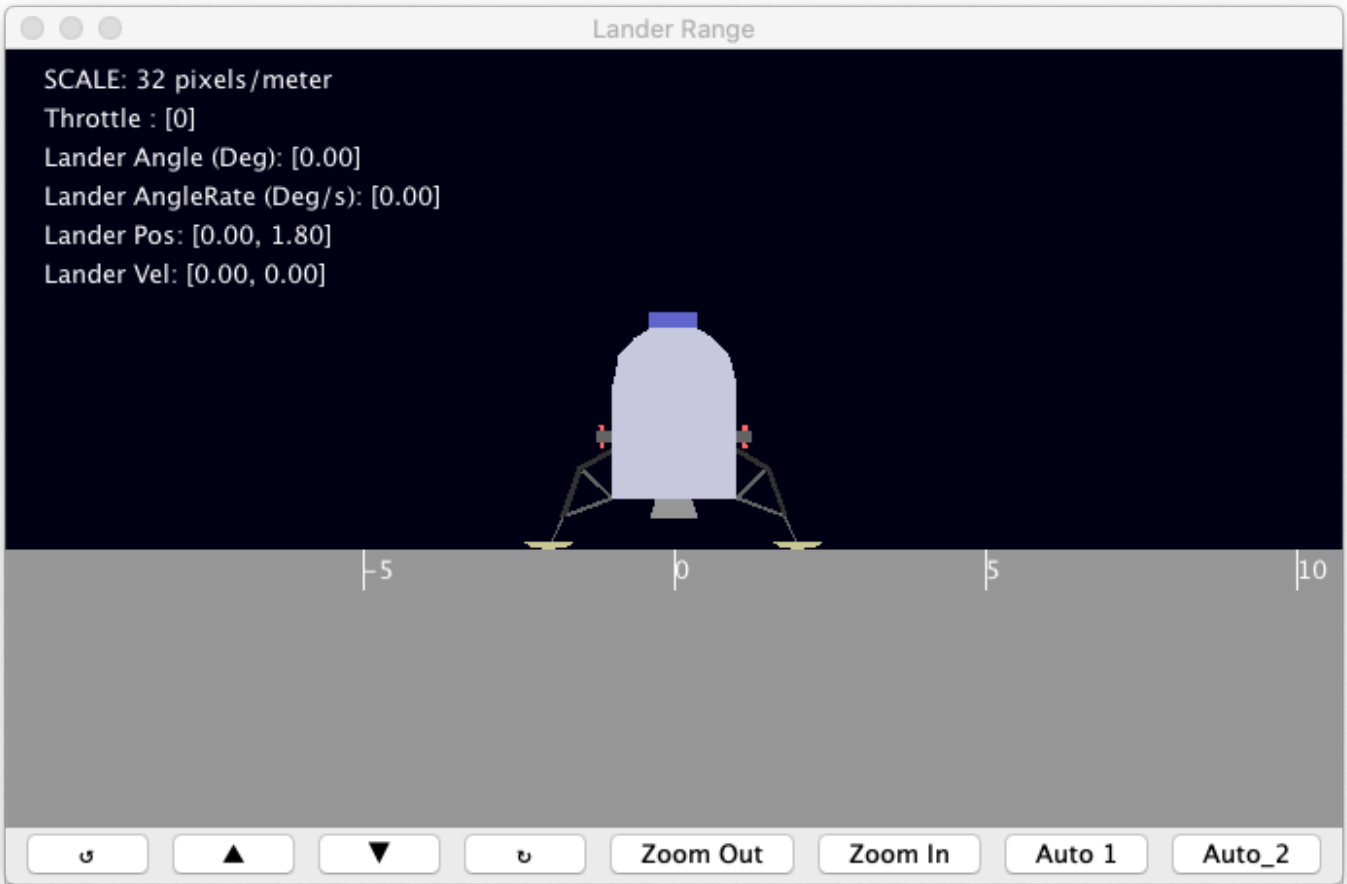 Lander Range
SCALE: 32 pixels/meter
Throttle : [0]
Lander Angle (Deg): [0.00]
Lander AngleRate (Deg/s): [0.00]
Lander Pos: [0.00, 1.80]
Lander Vel: [0.00, 0.00]
-5 0 5 10
↺ ▲ ▼ ↻ Zoom Out Zoom In Auto 1 Auto_2